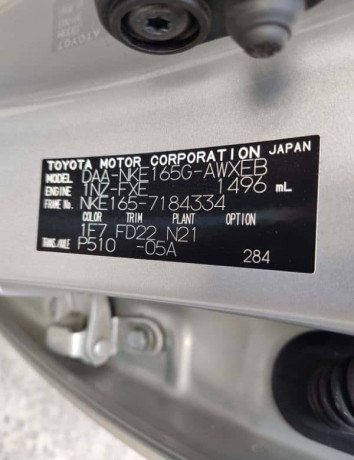 TOYOTA MOTOR CORPORATION JAPAN
MODEL DAA-NKE165G-AWXEB
ENGINE 1NZ-FXE 1496 mL
FRAME No. NKE165-7184334
COLOR TRIM PLANT OPTION
1F7 FD22 N21
TRANS./AXLE P510 -05A
284